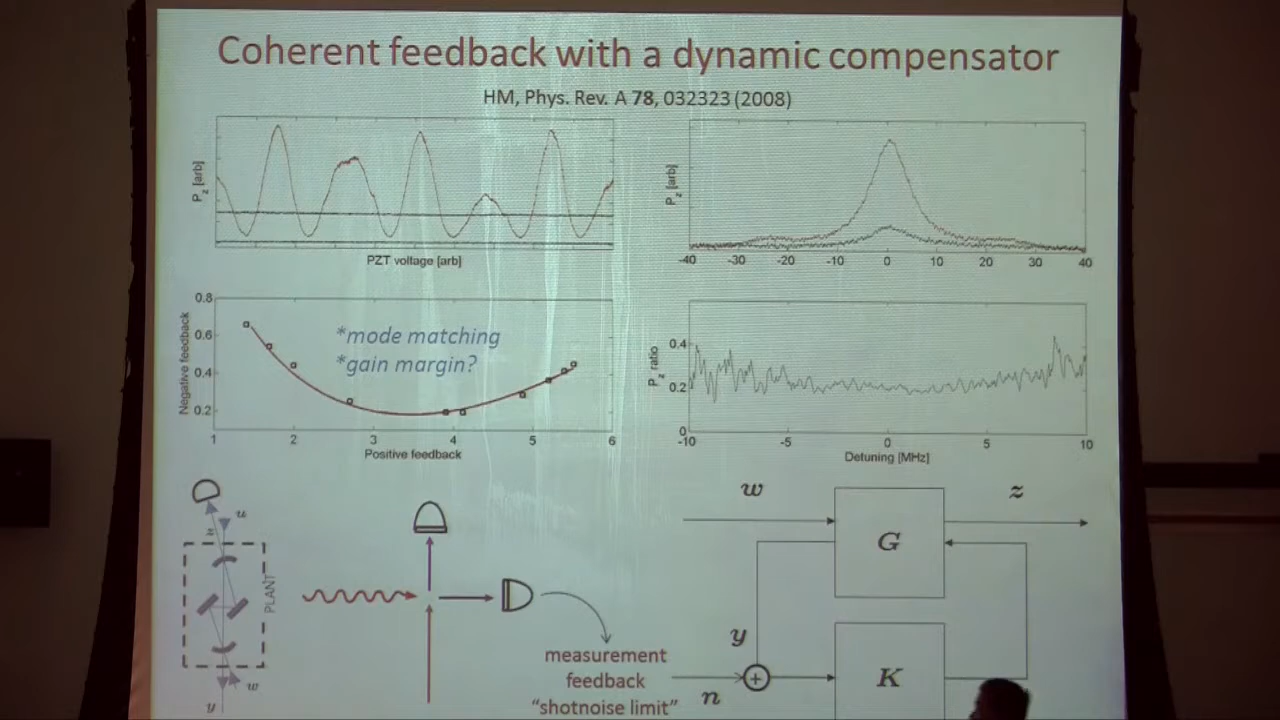 Coherent feedback with a dynamic compensator
HM, Phys. Rev. A 78, 032323 (2008)
P_z [arb]
PZT voltage [arb]
P_z [arb]
-40 -30 -20 -10 0 10 20 30 40
Negative feedback
0.8
0.6
0.4
0.2
*mode matching
*gain margin?
1 2 3 4 5 6
Positive feedback
P_z ratio
0.4
0.2
0
-10 -5 0 5 10
Detuning [MHz]
u
z
PLANT
w
y
measurement
feedback
"shotnoise limit"
w
z
G
y
+
n
K